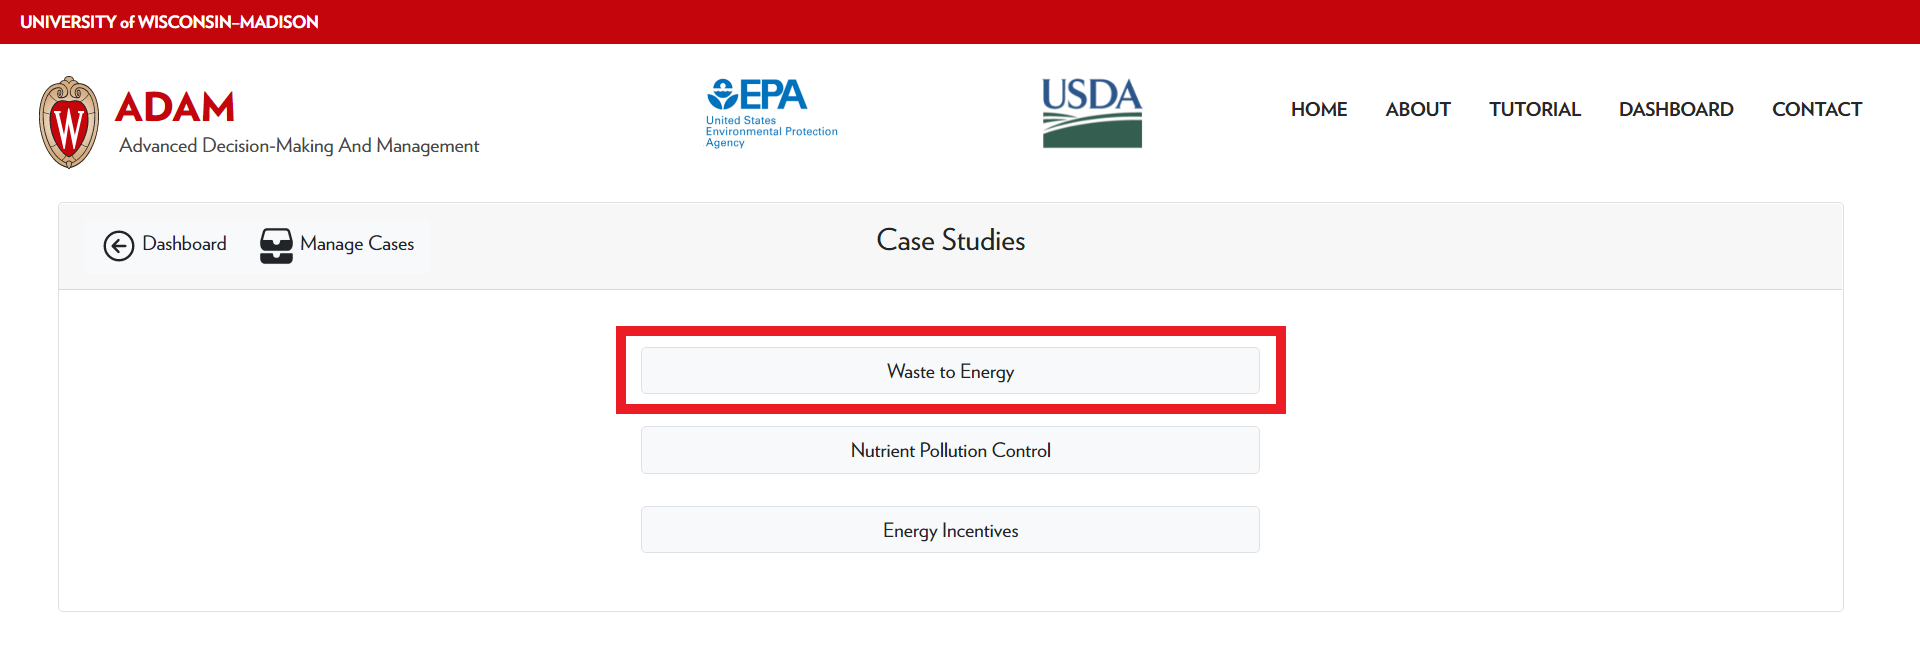 UNIVERSITY of WISCONSIN–MADISON
W
ADAM
Advanced Decision-Making And Management
EPA
United States
Environmental Protection
Agency
USDA
HOME ABOUT TUTORIAL DASHBOARD CONTACT
Dashboard Manage Cases
Case Studies
Waste to Energy
Nutrient Pollution Control
Energy Incentives